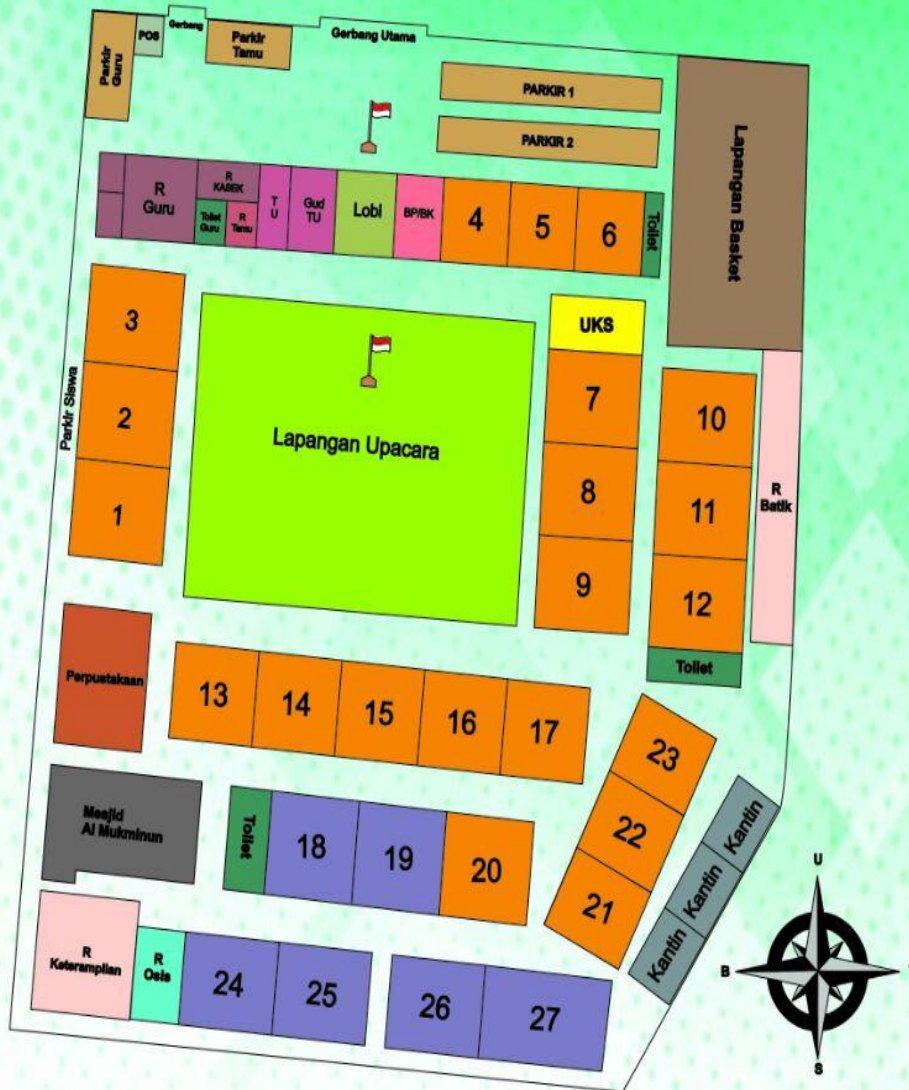 Parkir
Guru
POS
Gerbang
Parkir
Tamu
Gerbang Utama
PARKIR 1
PARKIR 2
Lapangan Basket
R
Guru
R
KASEK
Toilet
Guru
R
Tamu
T
U
Gud
TU
Lobi
BP/BK
4
5
6
Toilet
3
2
1
Parkir Siswa
Lapangan Upacara
UKS
7
8
9
10
11
12
Toilet
R
Batik
Perpustakaan
13
14
15
16
17
23
22
21
Kantin
Kantin
Kantin
Mesjid
Al Mukminun
Toilet
18
19
20
R
Keterampilan
R
Osis
24
25
26
27
U
B
S